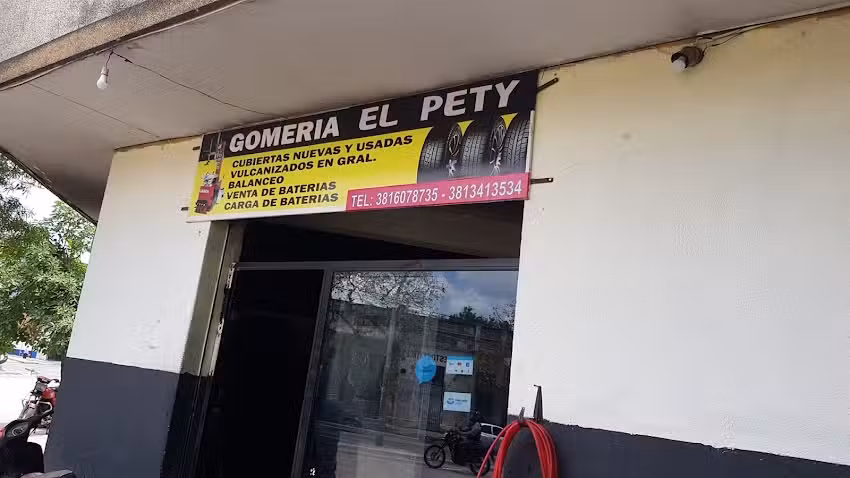 GOMERIA EL PETY
CUBIERTAS NUEVAS Y USADAS
VULCANIZADOS EN GRAL.
BALANCEO
VENTA DE BATERIAS
CARGA DE BATERIAS
TEL: 3816078735 - 3813413534